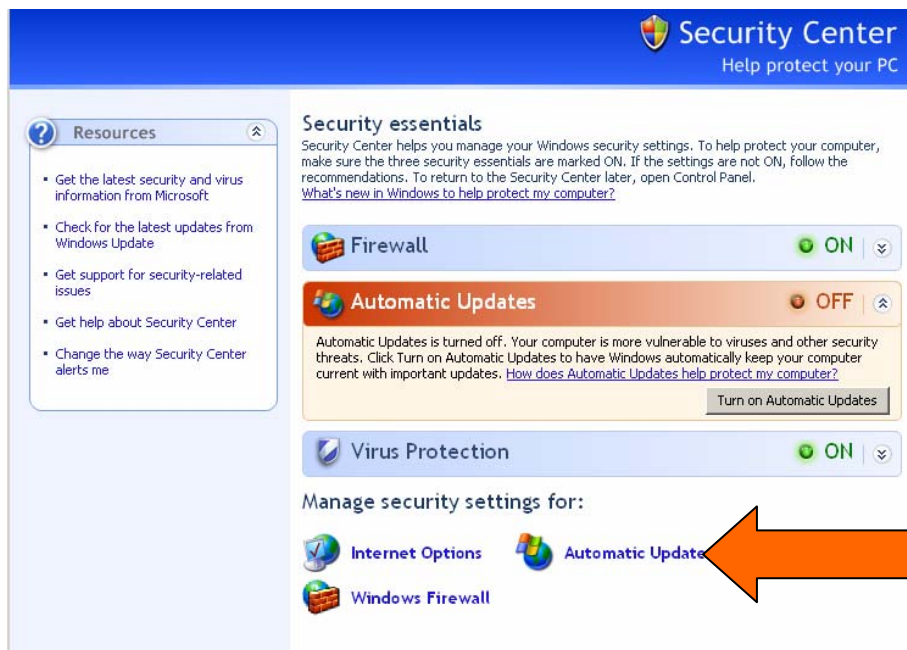 Security Center
Help protect your PC
Resources
Get the latest security and virus
information from Microsoft
Check for the latest updates from
Windows Update
Get support for security-related
issues
Get help about Security Center
Change the way Security Center
alerts me
Security essentials
Security Center helps you manage your Windows security settings. To help protect your computer,
make sure the three security essentials are marked ON. If the settings are not ON, follow the
recommendations. To return to the Security Center later, open Control Panel.
What's new in Windows to help protect my computer?
Firewall ON
Automatic Updates OFF
Automatic Updates is turned off. Your computer is more vulnerable to viruses and other security
threats. Click Turn on Automatic Updates to have Windows automatically keep your computer
current with important updates. How does Automatic Updates help protect my computer?
Turn on Automatic Updates
Virus Protection ON
Manage security settings for:
Internet Options Automatic Update
Windows Firewall